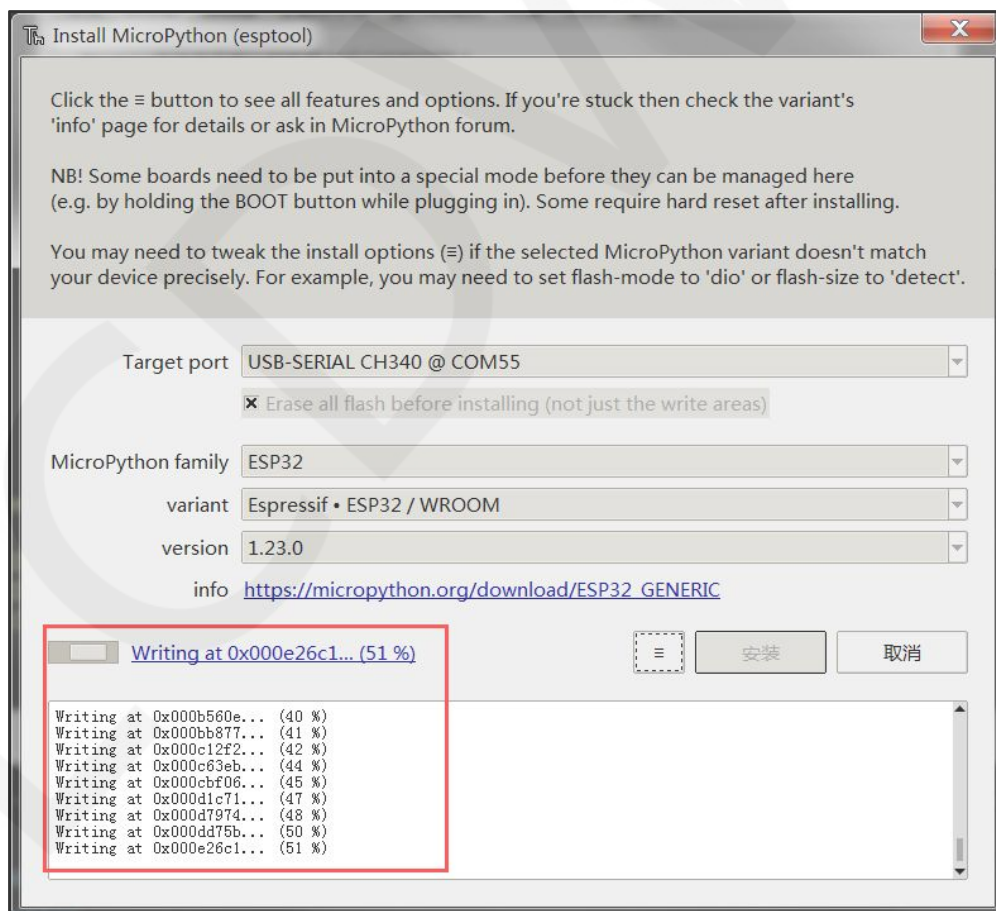 Install MicroPython (esptool)
Click the ≡ button to see all features and options. If you're stuck then check the variant's
'info' page for details or ask in MicroPython forum.
NB! Some boards need to be put into a special mode before they can be managed here
(e.g. by holding the BOOT button while plugging in). Some require hard reset after installing.
You may need to tweak the install options (≡) if the selected MicroPython variant doesn't match
your device precisely. For example, you may need to set flash-mode to 'dio' or flash-size to 'detect'.
Target port USB-SERIAL CH340 @ COM55
Erase all flash before installing (not just the write areas)
MicroPython family ESP32
variant Espressif • ESP32 / WROOM
version 1.23.0
info https://micropython.org/download/ESP32_GENERIC
Writing at 0x000e26c1... (51 %) ≡ 安装 取消
Writing at 0x000b560e... (40 %)
Writing at 0x000bb877... (41 %)
Writing at 0x000c12f2... (42 %)
Writing at 0x000c63eb... (44 %)
Writing at 0x000cbf06... (45 %)
Writing at 0x000d1c71... (47 %)
Writing at 0x000d7974... (48 %)
Writing at 0x000dd75b... (50 %)
Writing at 0x000e26c1... (51 %)